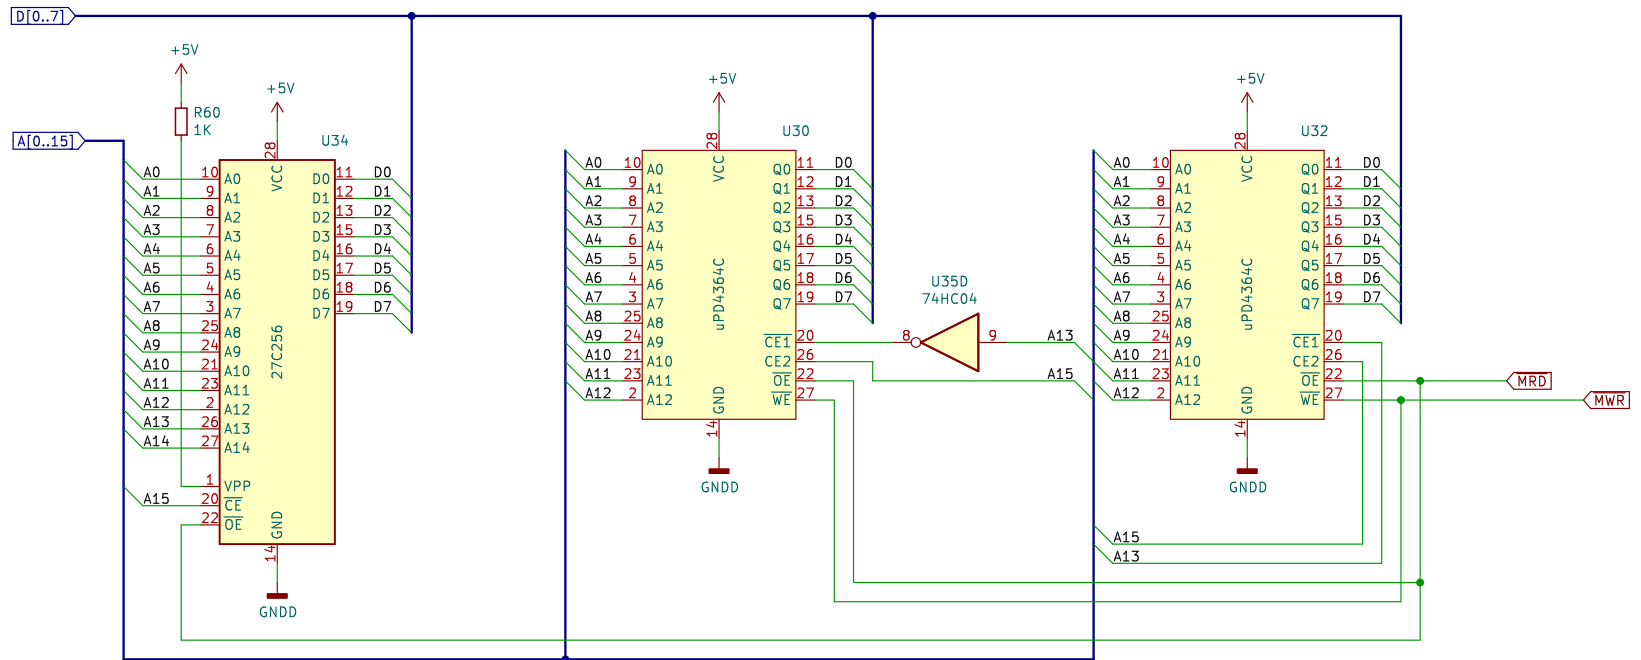 D[0..7]
A[0..15]
+5V
R60
1K
+5V
U34
28
VCC
A0 10 A0
A1 9 A1
A2 8 A2
A3 7 A3
A4 6 A4
A5 5 A5
A6 4 A6
A7 3 A7
A8 25 A8
A9 24 A9
A10 21 A10
A11 23 A11
A12 2 A12
A13 26 A13
A14 27 A14
1 VPP
A15 20 CE
22 OE
27C256
D0 11 D0
D1 12 D1
D2 13 D2
D3 15 D3
D4 16 D4
D5 17 D5
D6 18 D6
D7 19 D7
GND
14
GNDD
+5V
U30
28
VCC
A0 10 A0
A1 9 A1
A2 8 A2
A3 7 A3
A4 6 A4
A5 5 A5
A6 4 A6
A7 3 A7
A8 25 A8
A9 24 A9
A10 21 A10
A11 23 A11
A12 2 A12
uPD4364C
Q0 11 D0
Q1 12 D1
Q2 13 D2
Q3 15 D3
Q4 16 D4
Q5 17 D5
Q6 18 D6
Q7 19 D7
CE1 20
CE2 26
OE 22
WE 27
GND
14
GNDD
U35D
74HC04
8 9 A13
A15
+5V
U32
28
VCC
A0 10 A0
A1 9 A1
A2 8 A2
A3 7 A3
A4 6 A4
A5 5 A5
A6 4 A6
A7 3 A7
A8 25 A8
A9 24 A9
A10 21 A10
A11 23 A11
A12 2 A12
uPD4364C
Q0 11 D0
Q1 12 D1
Q2 13 D2
Q3 15 D3
Q4 16 D4
Q5 17 D5
Q6 18 D6
Q7 19 D7
CE1 20
CE2 26
OE 22
WE 27
GND
14
GNDD
A15
A13
MRD
MWR